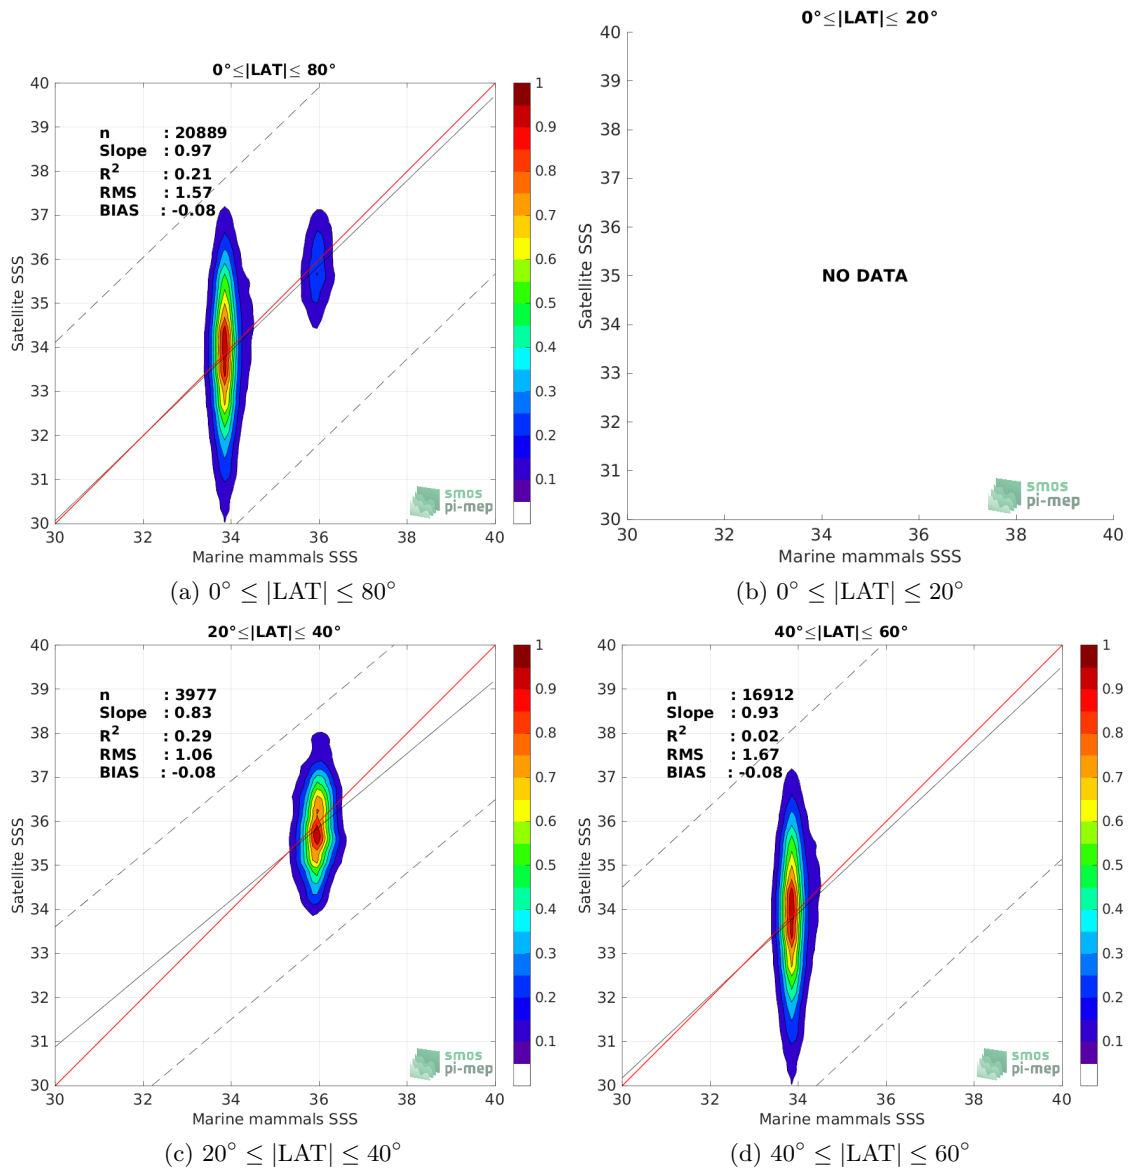 0°≤|LAT|≤ 80°
40
39
38
37
36
35
34
33
32
31
30
Satellite SSS
n : 20889
Slope : 0.97
R² : 0.21
RMS : 1.57
BIAS : -0.08
smos
pi-mep
30 32 34 36 38 40
Marine mammals SSS
1
0.9
0.8
0.7
0.6
0.5
0.4
0.3
0.2
0.1
(a) 0° ≤ |LAT| ≤ 80°
0°≤|LAT|≤ 20°
40
39
38
37
36
35
34
33
32
31
30
Satellite SSS
NO DATA
smos
pi-mep
30 32 34 36 38 40
Marine mammals SSS
(b) 0° ≤ |LAT| ≤ 20°
20°≤|LAT|≤ 40°
40
39
38
37
36
35
34
33
32
31
30
Satellite SSS
n : 3977
Slope : 0.83
R² : 0.29
RMS : 1.06
BIAS : -0.08
smos
pi-mep
30 32 34 36 38 40
Marine mammals SSS
1
0.9
0.8
0.7
0.6
0.5
0.4
0.3
0.2
0.1
(c) 20° ≤ |LAT| ≤ 40°
40°≤|LAT|≤ 60°
40
39
38
37
36
35
34
33
32
31
30
Satellite SSS
n : 16912
Slope : 0.93
R² : 0.02
RMS : 1.67
BIAS : -0.08
smos
pi-mep
30 32 34 36 38 40
Marine mammals SSS
1
0.9
0.8
0.7
0.6
0.5
0.4
0.3
0.2
0.1
(d) 40° ≤ |LAT| ≤ 60°